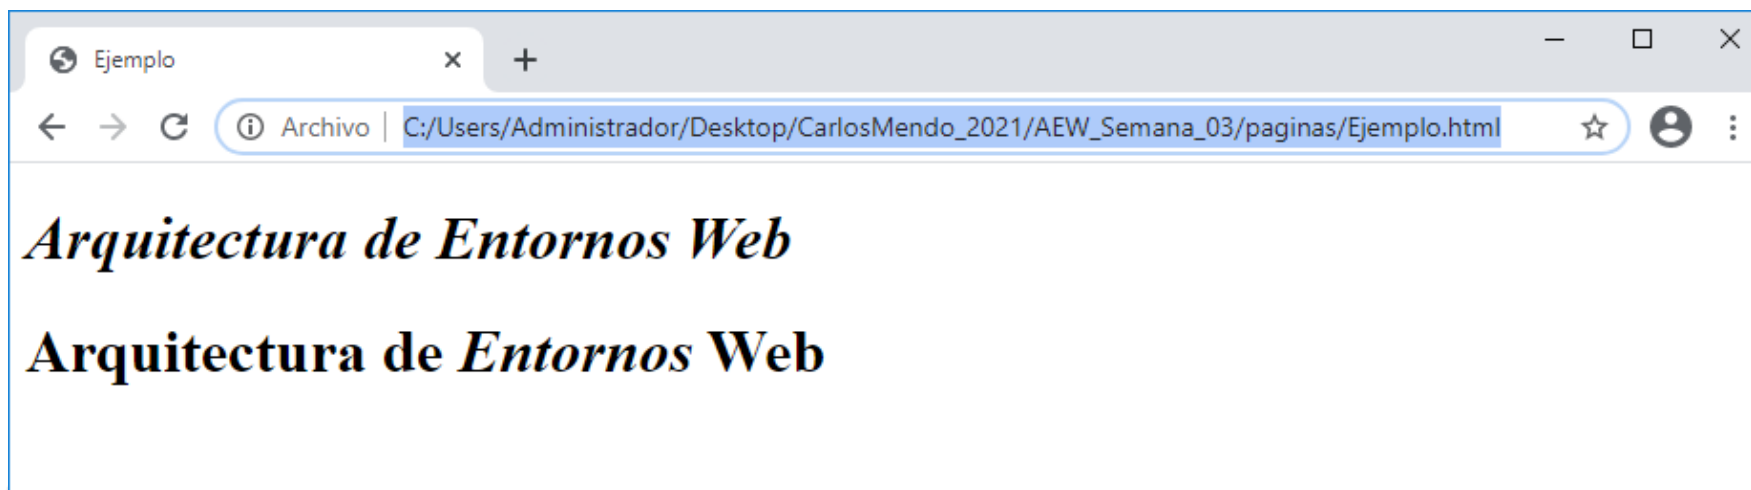 Ejemplo
Archivo | C:/Users/Administrador/Desktop/CarlosMendo_2021/AEW_Semana_03/paginas/Ejemplo.html
Arquitectura de Entornos Web
Arquitectura de Entornos Web